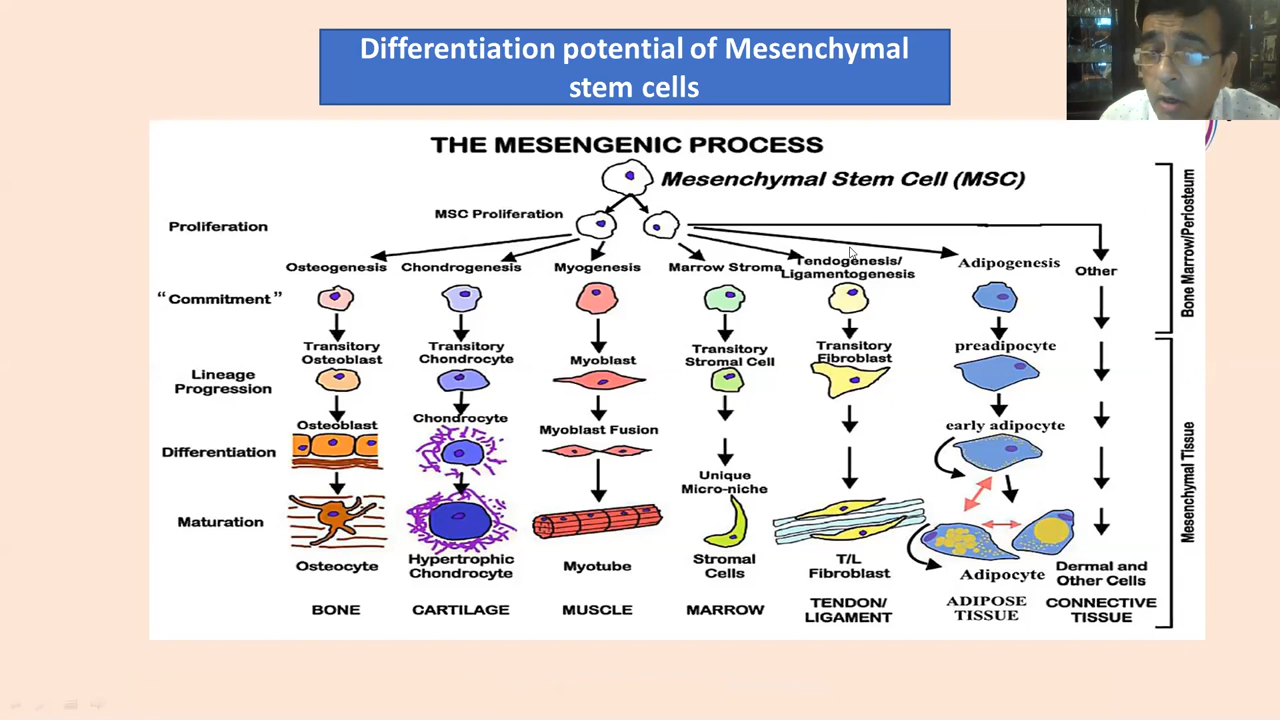 Differentiation potential of Mesenchymal
stem cells
THE MESENGENIC PROCESS
Mesenchymal Stem Cell (MSC)
MSC Proliferation
Proliferation
Osteogenesis
Chondrogenesis
Myogenesis
Marrow Stroma
Tendogenesis/
Ligamentogenesis
Adipogenesis
Other
Bone Marrow/Periosteum
"Commitment"
Transitory
Osteoblast
Transitory
Chondrocyte
Myoblast
Transitory
Stromal Cell
Transitory
Fibroblast
preadipocyte
Lineage
Progression
Osteoblast
Chondrocyte
Myoblast Fusion
early adipocyte
Differentiation
Unique
Micro-niche
Mesenchymal Tissue
Maturation
Osteocyte
Hypertrophic
Chondrocyte
Myotube
Stromal
Cells
T/L
Fibroblast
Adipocyte
Dermal and
Other Cells
BONE
CARTILAGE
MUSCLE
MARROW
TENDON/
LIGAMENT
ADIPOSE
TISSUE
CONNECTIVE
TISSUE